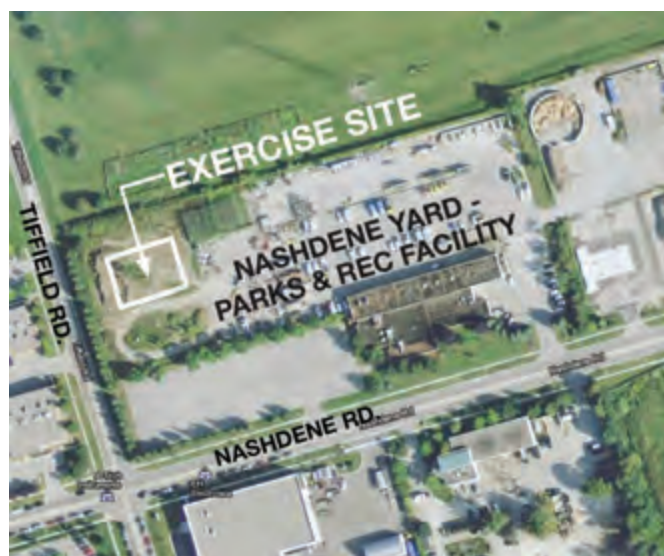 EXERCISE SITE
NASHDENE YARD -
PARKS & REC FACILITY
TIFFIELD RD.
NASHDENE RD.